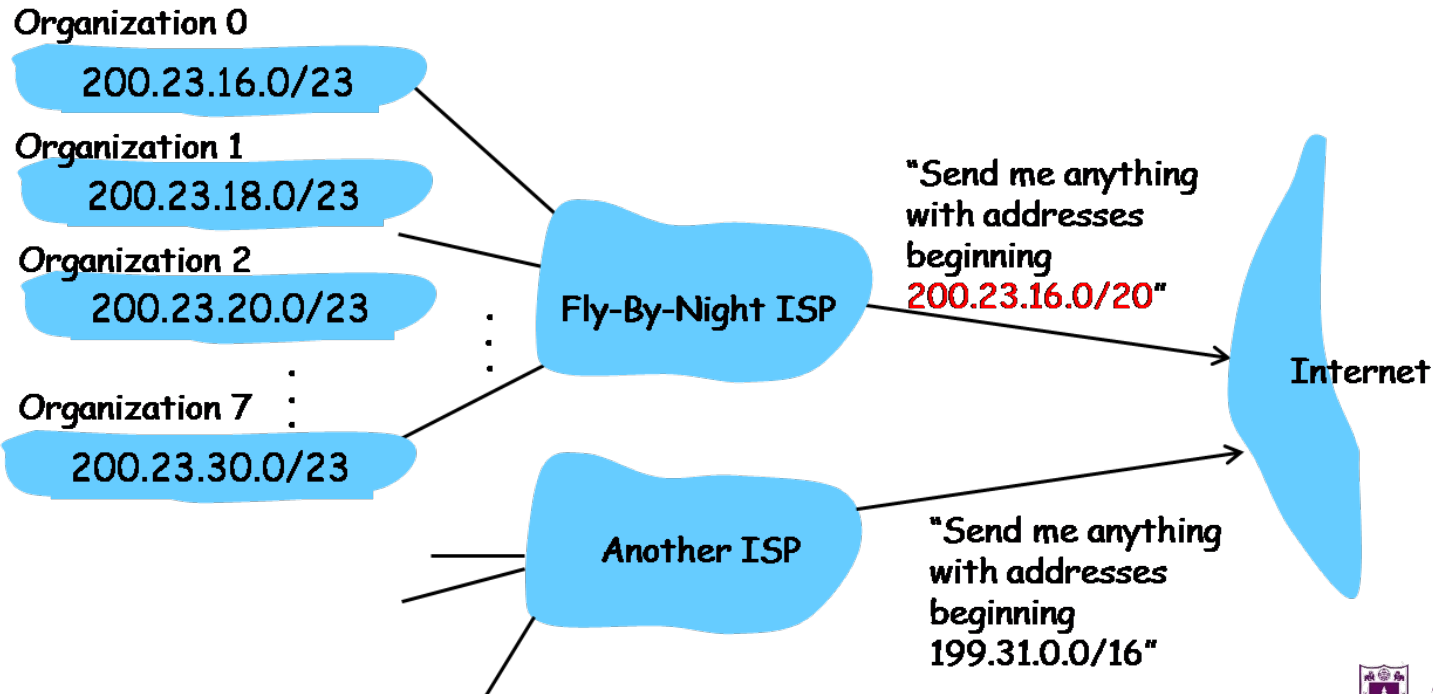 Organization 0
200.23.16.0/23
Organization 1
200.23.18.0/23
Organization 2
200.23.20.0/23
Organization 7
200.23.30.0/23
Fly-By-Night ISP
"Send me anything
with addresses
beginning
200.23.16.0/20"
Internet
Another ISP
"Send me anything
with addresses
beginning
199.31.0.0/16"